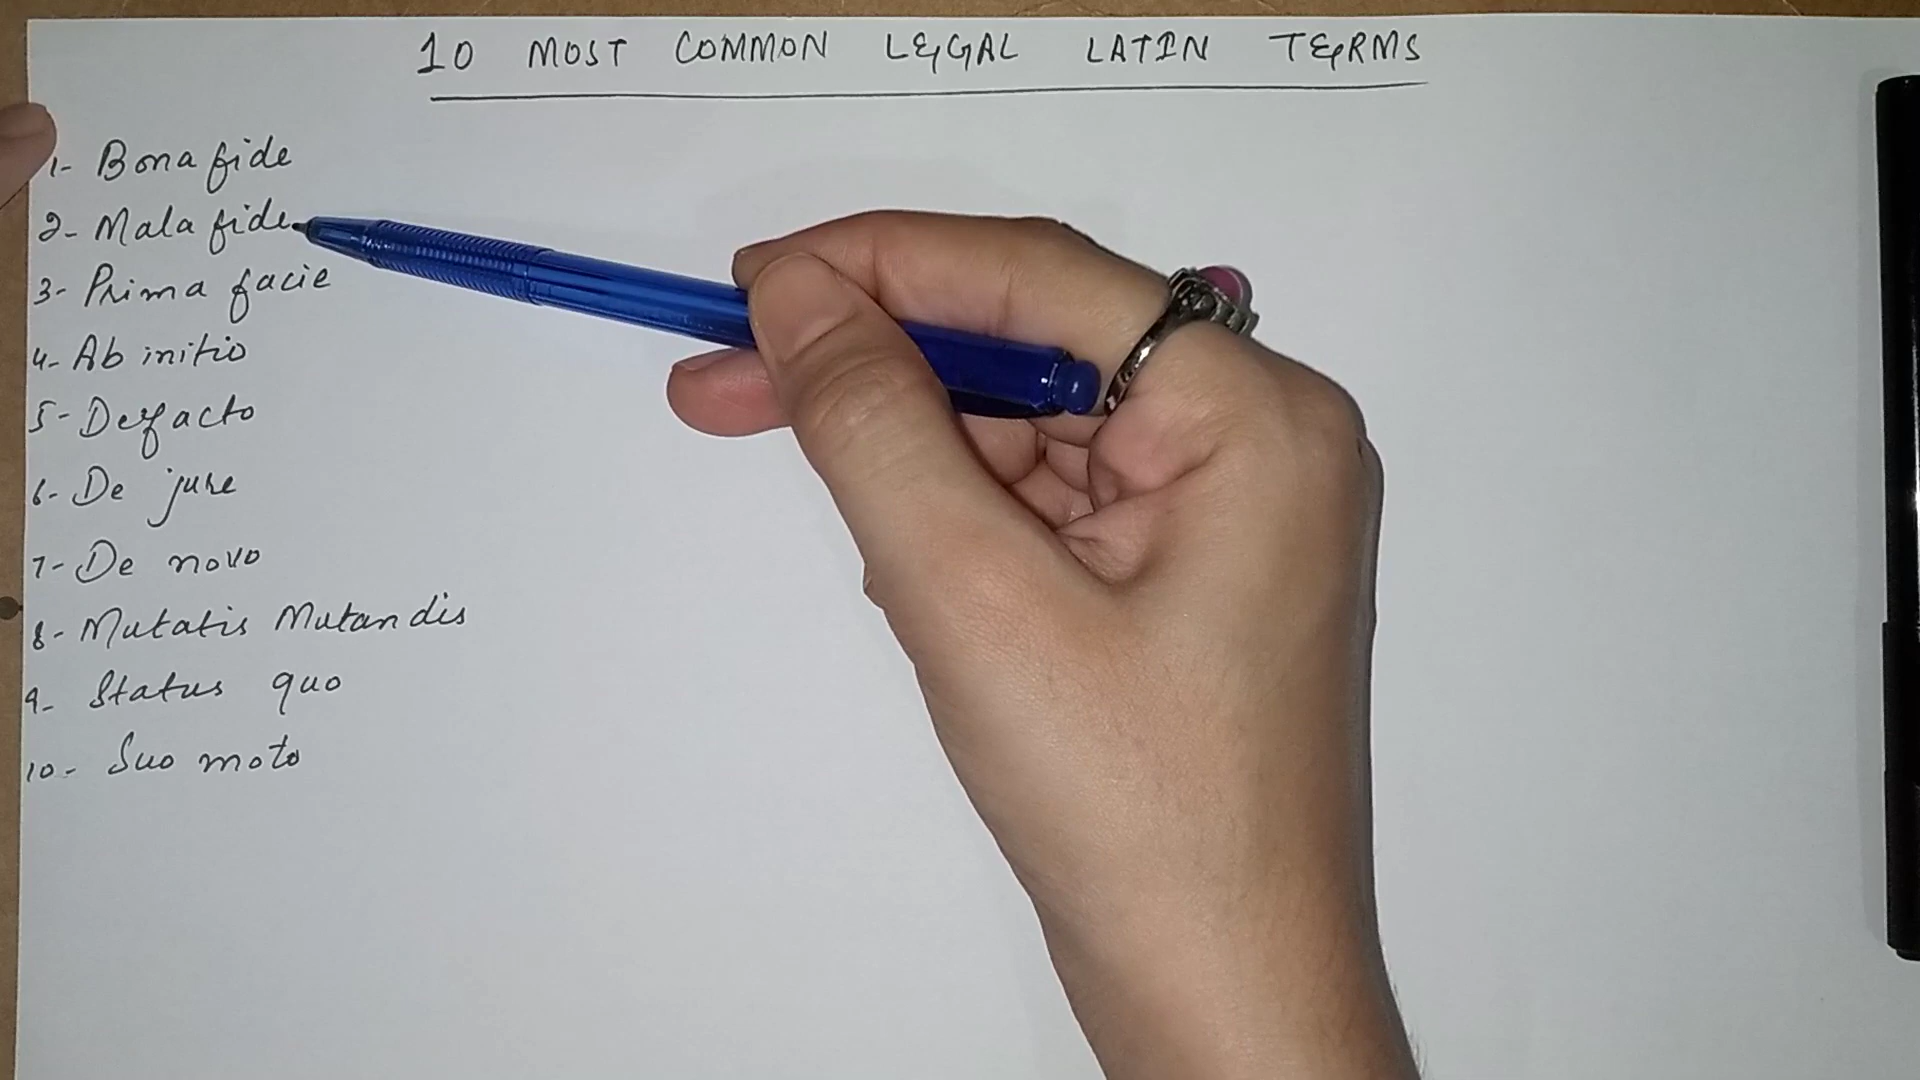 10 MOST COMMON LEGAL LATIN TERMS
1- Bona fide
2- Mala fide
3- Prima facie
4- Ab initio
5- Defacto
6- De jure
7- De novo
8- Mutatis Mutandis
9- Status quo
10- Suo moto